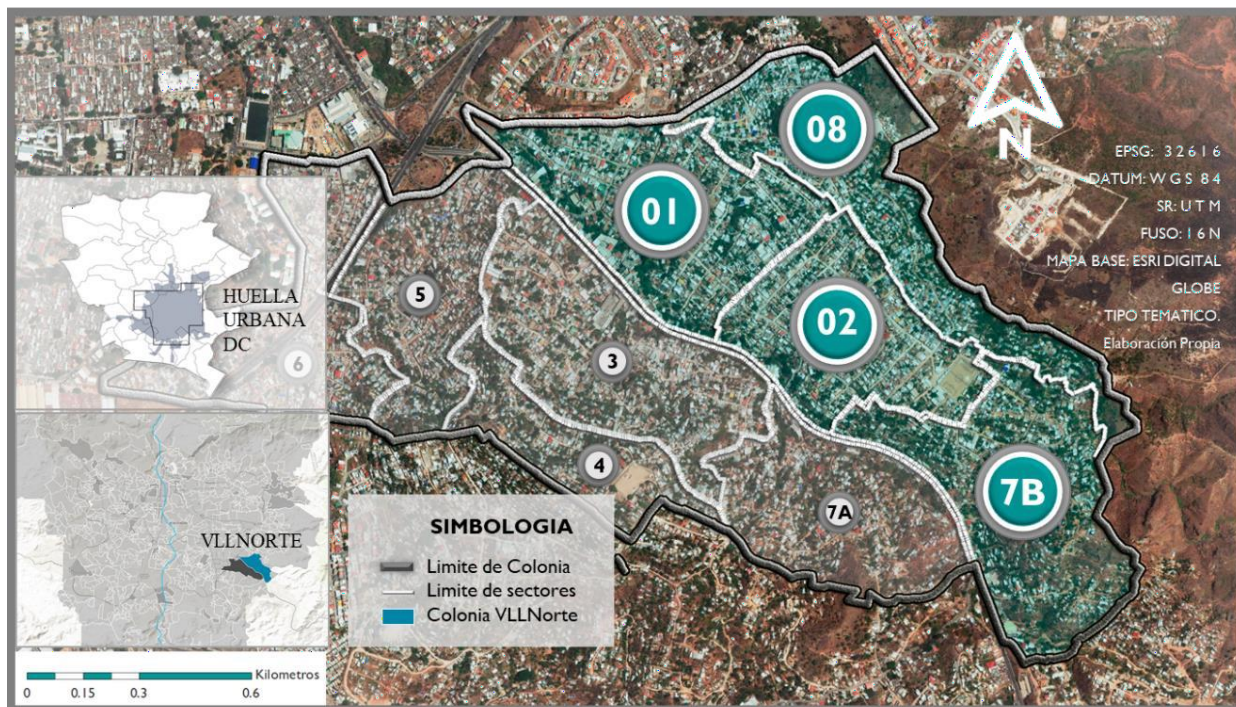 08
01
02
7B
5
3
6
4
7A
N
EPSG: 32616
DATUM: WGS 84
SR: UTM
FUSO: 16N
MAPA BASE: ESRI DIGITAL
GLOBE
TIPO TEMATICO.
Elaboración Propia
HUELLA
URBANA
DC
VLLNORTE
SIMBOLOGIA
Limite de Colonia
Limite de sectores
Colonia VLLNorte
Kilometros
0 0.15 0.3 0.6